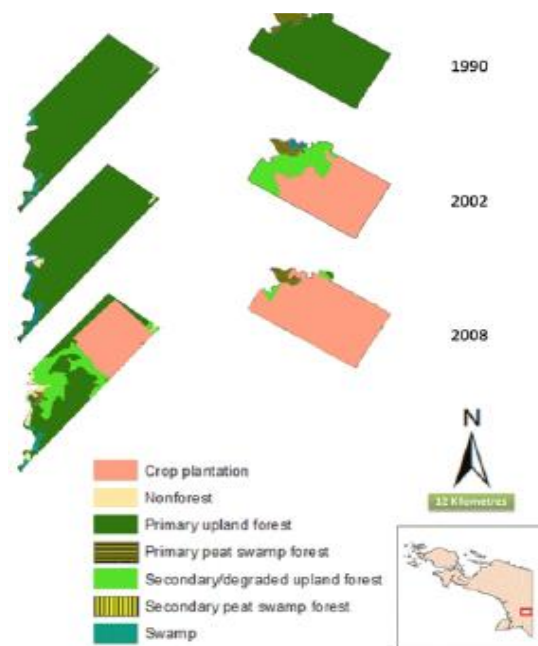 1990
2002
2008
N
12 Kilometres
Crop plantation
Nonforest
Primary upland forest
Primary peat swamp forest
Secondary/degraded upland forest
Secondary peat swamp forest
Swamp